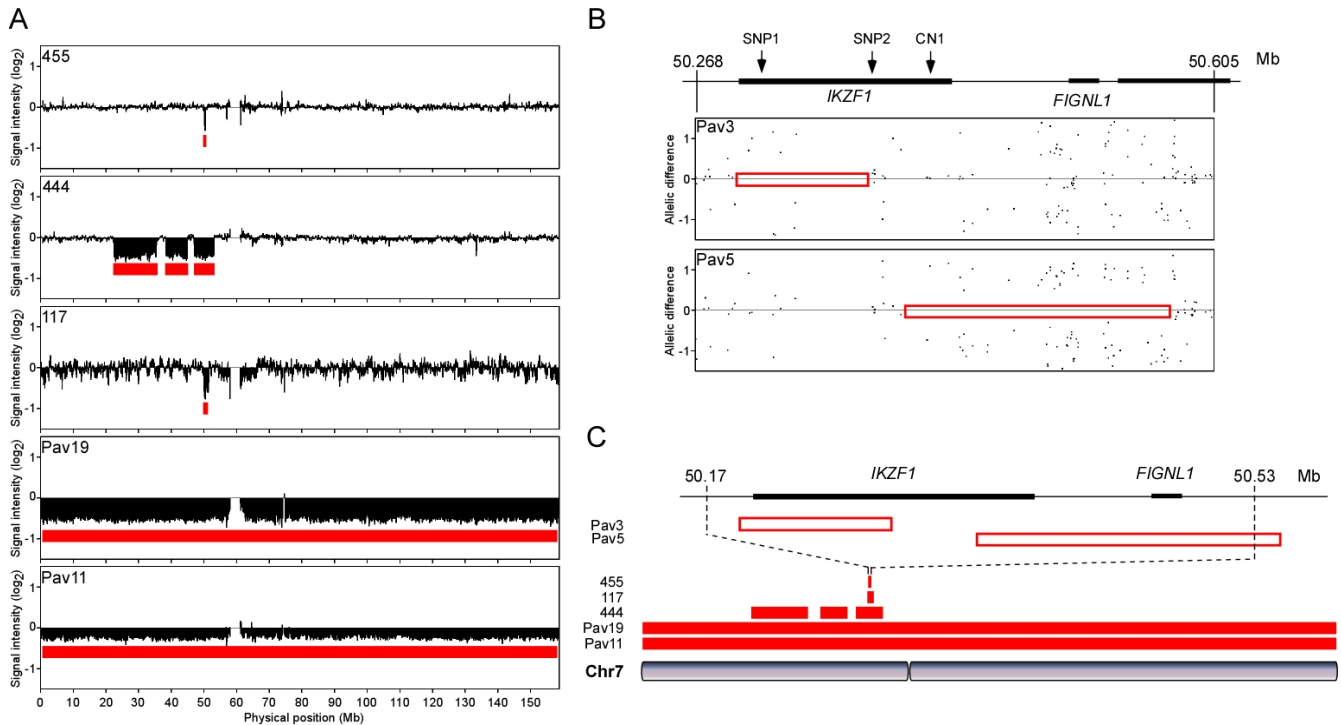 A
455
Signal intensity (log2)
1
0
-1
444
Signal intensity (log2)
1
0
-1
117
Signal intensity (log2)
1
0
-1
Pav19
Signal intensity (log2)
1
0
-1
Pav11
Signal intensity (log2)
1
0
-1
0 10 20 30 40 50 60 70 80 90 100 110 120 130 140 150
Physical position (Mb)
B
SNP1 SNP2 CN1
50.268 50.605 Mb
IKZF1 FIGNL1
Pav3
Allelic difference
1
0
-1
Pav5
Allelic difference
1
0
-1
C
50.17 IKZF1 FIGNL1 50.53 Mb
Pav3
Pav5
455
117
444
Pav19
Pav11
Chr7